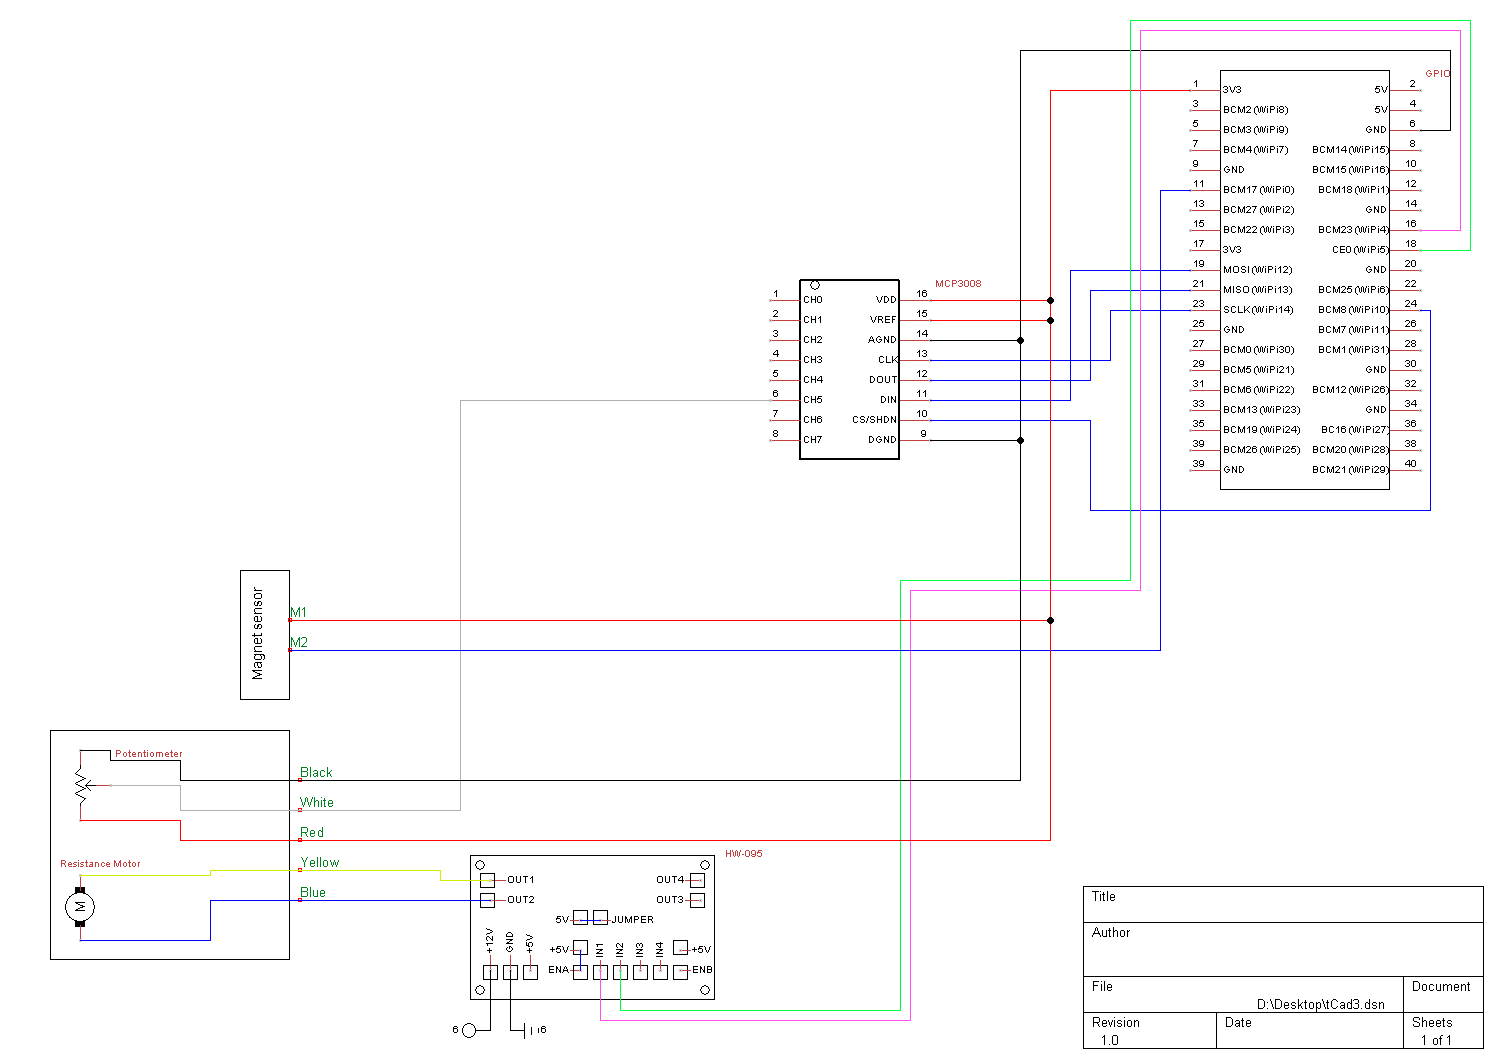 GPIO
1 3V3 5V 2
3 BCM2(WiPi8) 5V 4
5 BCM3(WiPi9) GND 6
7 BCM4(WiPi7) BCM14(WiPi15) 8
9 GND BCM15(WiPi16) 10
11 BCM17(WiPi0) BCM18(WiPi1) 12
13 BCM27(WiPi2) GND 14
15 BCM22(WiPi3) BCM23(WiPi4) 16
17 3V3 CE0(WiPi5) 18
19 MOSI(WiPi12) GND 20
21 MISO(WiPi13) BCM25(WiPi6) 22
23 SCLK(WiPi14) BCM8(WiPi10) 24
25 GND BCM7(WiPi11) 26
27 BCM0(WiPi30) BCM1(WiPi31) 28
29 BCM5(WiPi21) GND 30
31 BCM6(WiPi22) BCM12(WiPi26) 32
33 BCM13(WiPi23) GND 34
35 BCM19(WiPi24) BC16(WiPi27) 36
39 BCM26(WiPi25) BCM20(WiPi28) 38
39 GND BCM21(WiPi29) 40
MCP3008
1 CH0 VDD 16
2 CH1 VREF 15
3 CH2 AGND 14
4 CH3 CLK 13
5 CH4 DOUT 12
6 CH5 DIN 11
7 CH6 CS/SHDN 10
8 CH7 DGND 9
Magnet sensor
M1
M2
Potentiometer
Black
White
Red
Resistance Motor
Yellow
Blue
M
HW-095
OUT1 OUT4
OUT2 OUT3
5V JUMPER
+12V GND +5V +5V IN1 IN2 IN3 IN4 +5V
ENA ENB
6 6
Title
Author
File Document
D:\Desktop\tCad3.dsn
Revision Date Sheets
1.0 1 of 1